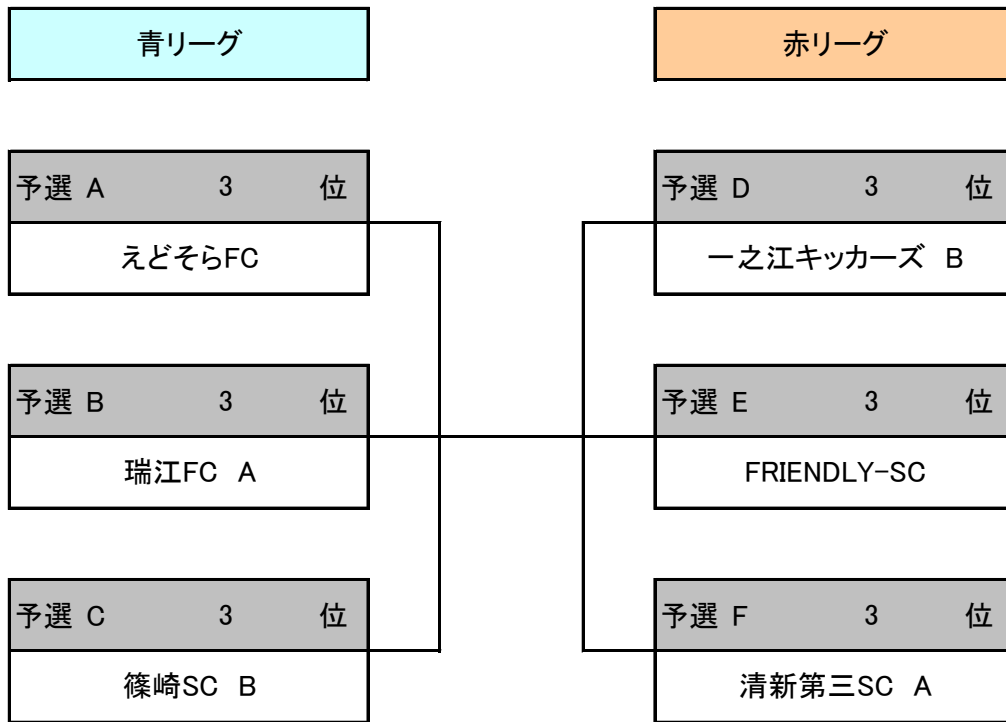 青リーグ
赤リーグ
予選 A 3 位
えどそらFC
予選 D 3 位
一之江キッカーズ B
予選 B 3 位
瑞江FC A
予選 E 3 位
FRIENDLY-SC
予選 C 3 位
篠崎SC B
予選 F 3 位
清新第三SC A